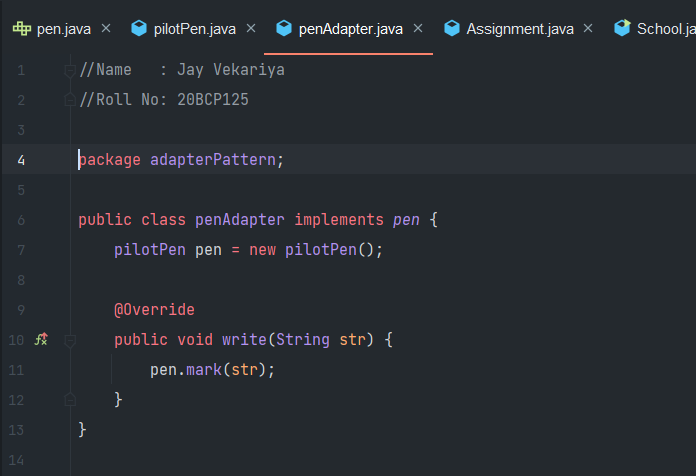 pen.java × pilotPen.java × penAdapter.java × Assignment.java × School.ja
1 //Name   : Jay Vekariya
2 //Roll No: 20BCP125
3
4 package adapterPattern;
5
6 public class penAdapter implements pen {
7     pilotPen pen = new pilotPen();
8
9     @Override
10     public void write(String str) {
11         pen.mark(str);
12     }
13 }
14